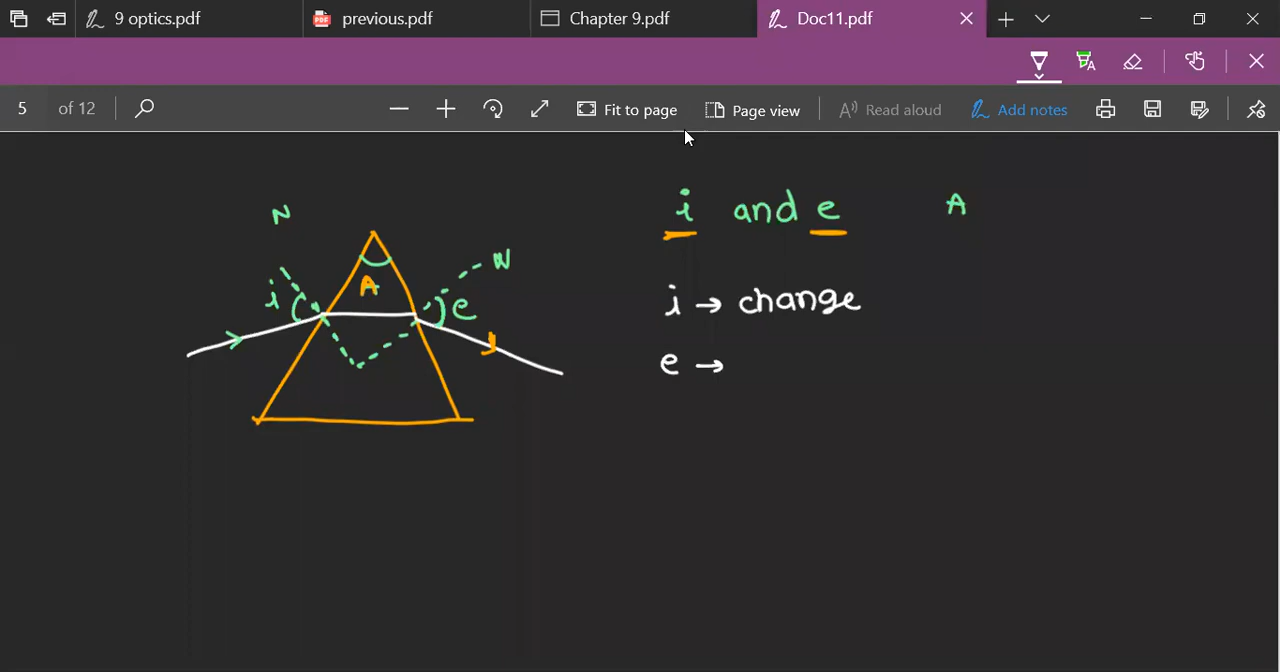 9 optics.pdf
previous.pdf
Chapter 9.pdf
Doc11.pdf
5 of 12
Fit to page
Page view
A Read aloud
Add notes
i and e A
N
N
A
i
e
i → change
e →